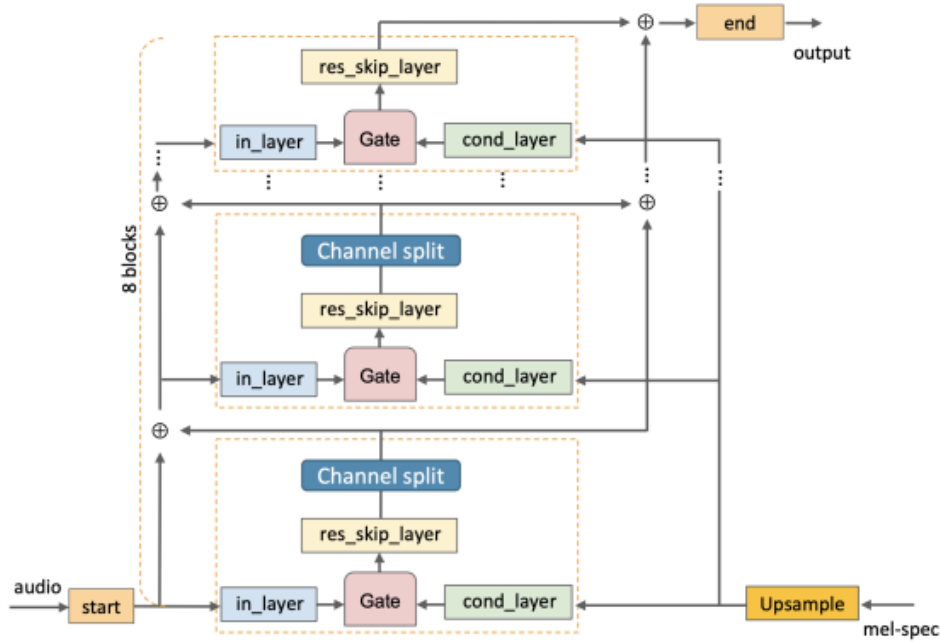 end
output
res_skip_layer
in_layer
Gate
cond_layer
8 blocks
Channel split
res_skip_layer
in_layer
Gate
cond_layer
Channel split
res_skip_layer
audio
start
in_layer
Gate
cond_layer
Upsample
mel-spec